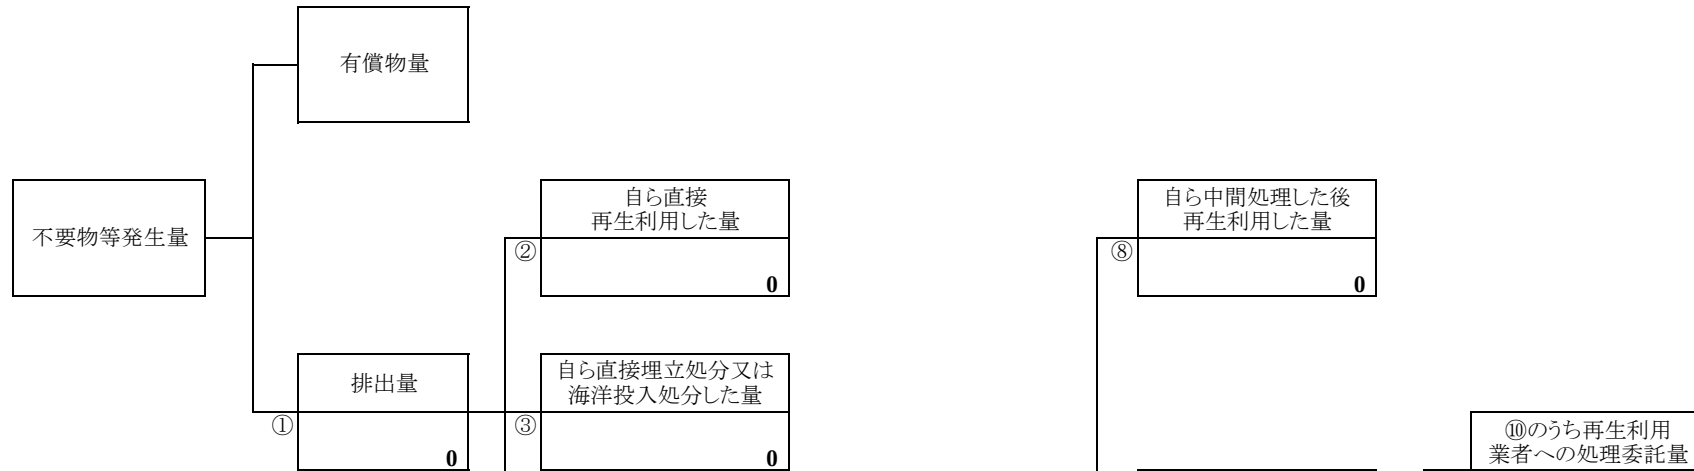 有償物量
不要物等発生量
自ら直接
再生利用した量
②
0
自ら中間処理した後
再生利用した量
⑧
0
排出量
①
0
自ら直接埋立処分又は
海洋投入処分した量
③
0
⑩のうち再生利用
業者への処理委託量